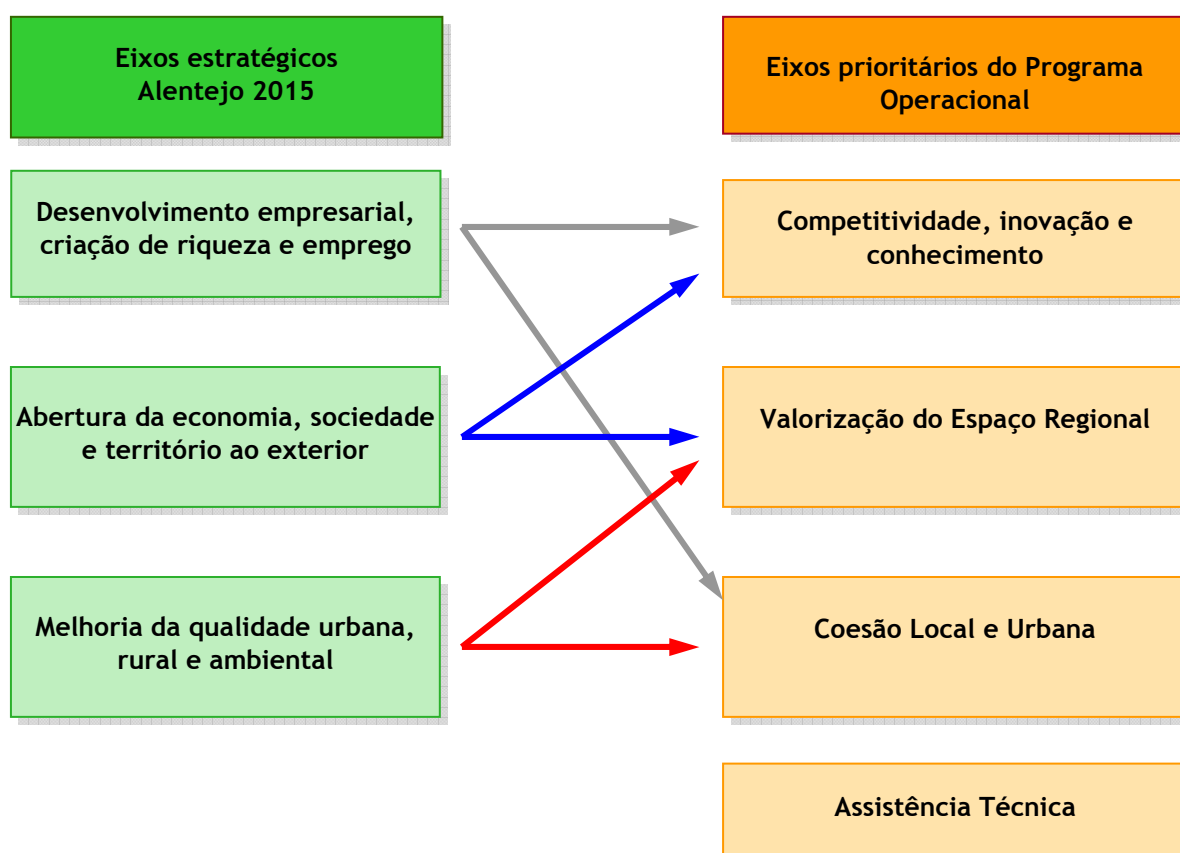 Eixos estratégicos
Alentejo 2015
Eixos prioritários do Programa
Operacional
Desenvolvimento empresarial,
criação de riqueza e emprego
Competitividade, inovação e
conhecimento
Abertura da economia, sociedade
e território ao exterior
Valorização do Espaço Regional
Melhoria da qualidade urbana,
rural e ambiental
Coesão Local e Urbana
Assistência Técnica